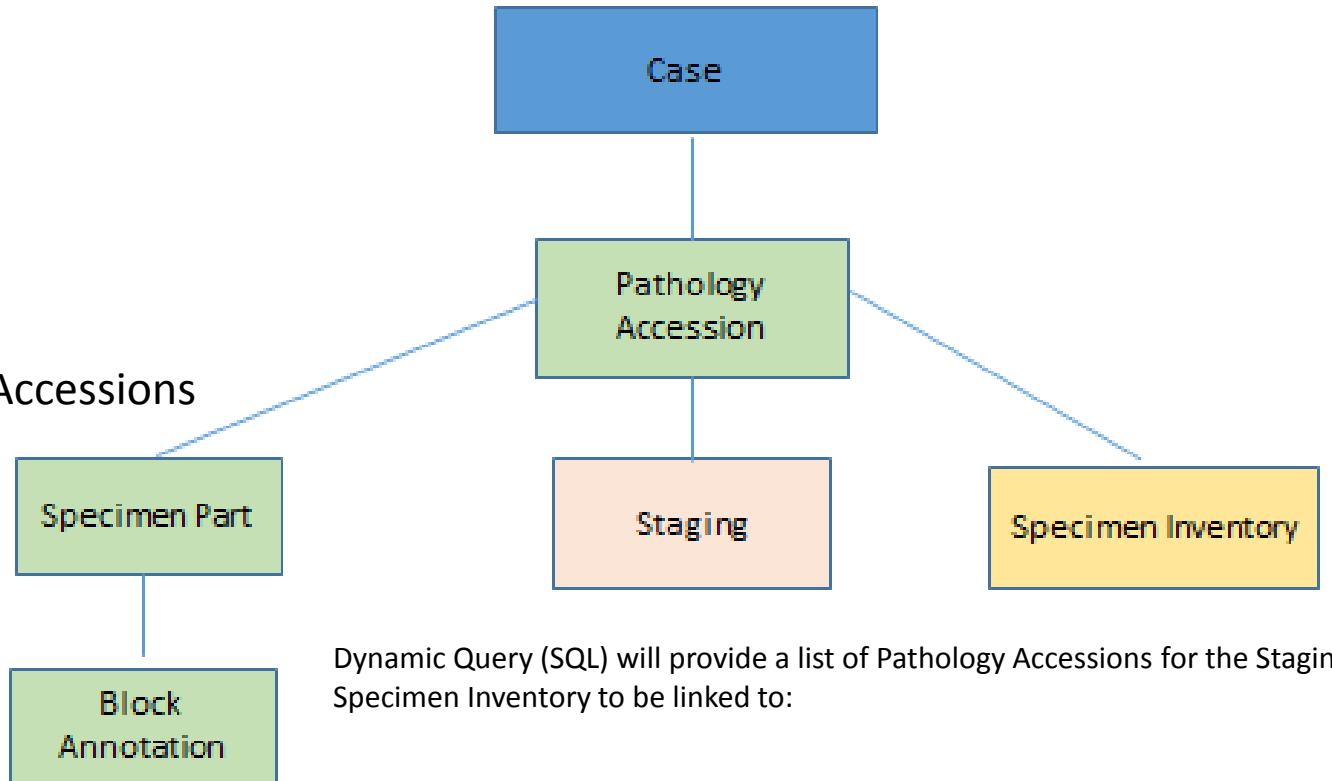 Case
Pathology
Accession
Accessions
Specimen Part
Staging
Specimen Inventory
Dynamic Query (SQL) will provide a list of Pathology Accessions for the Stagin
Specimen Inventory to be linked to:
Block
Annotation